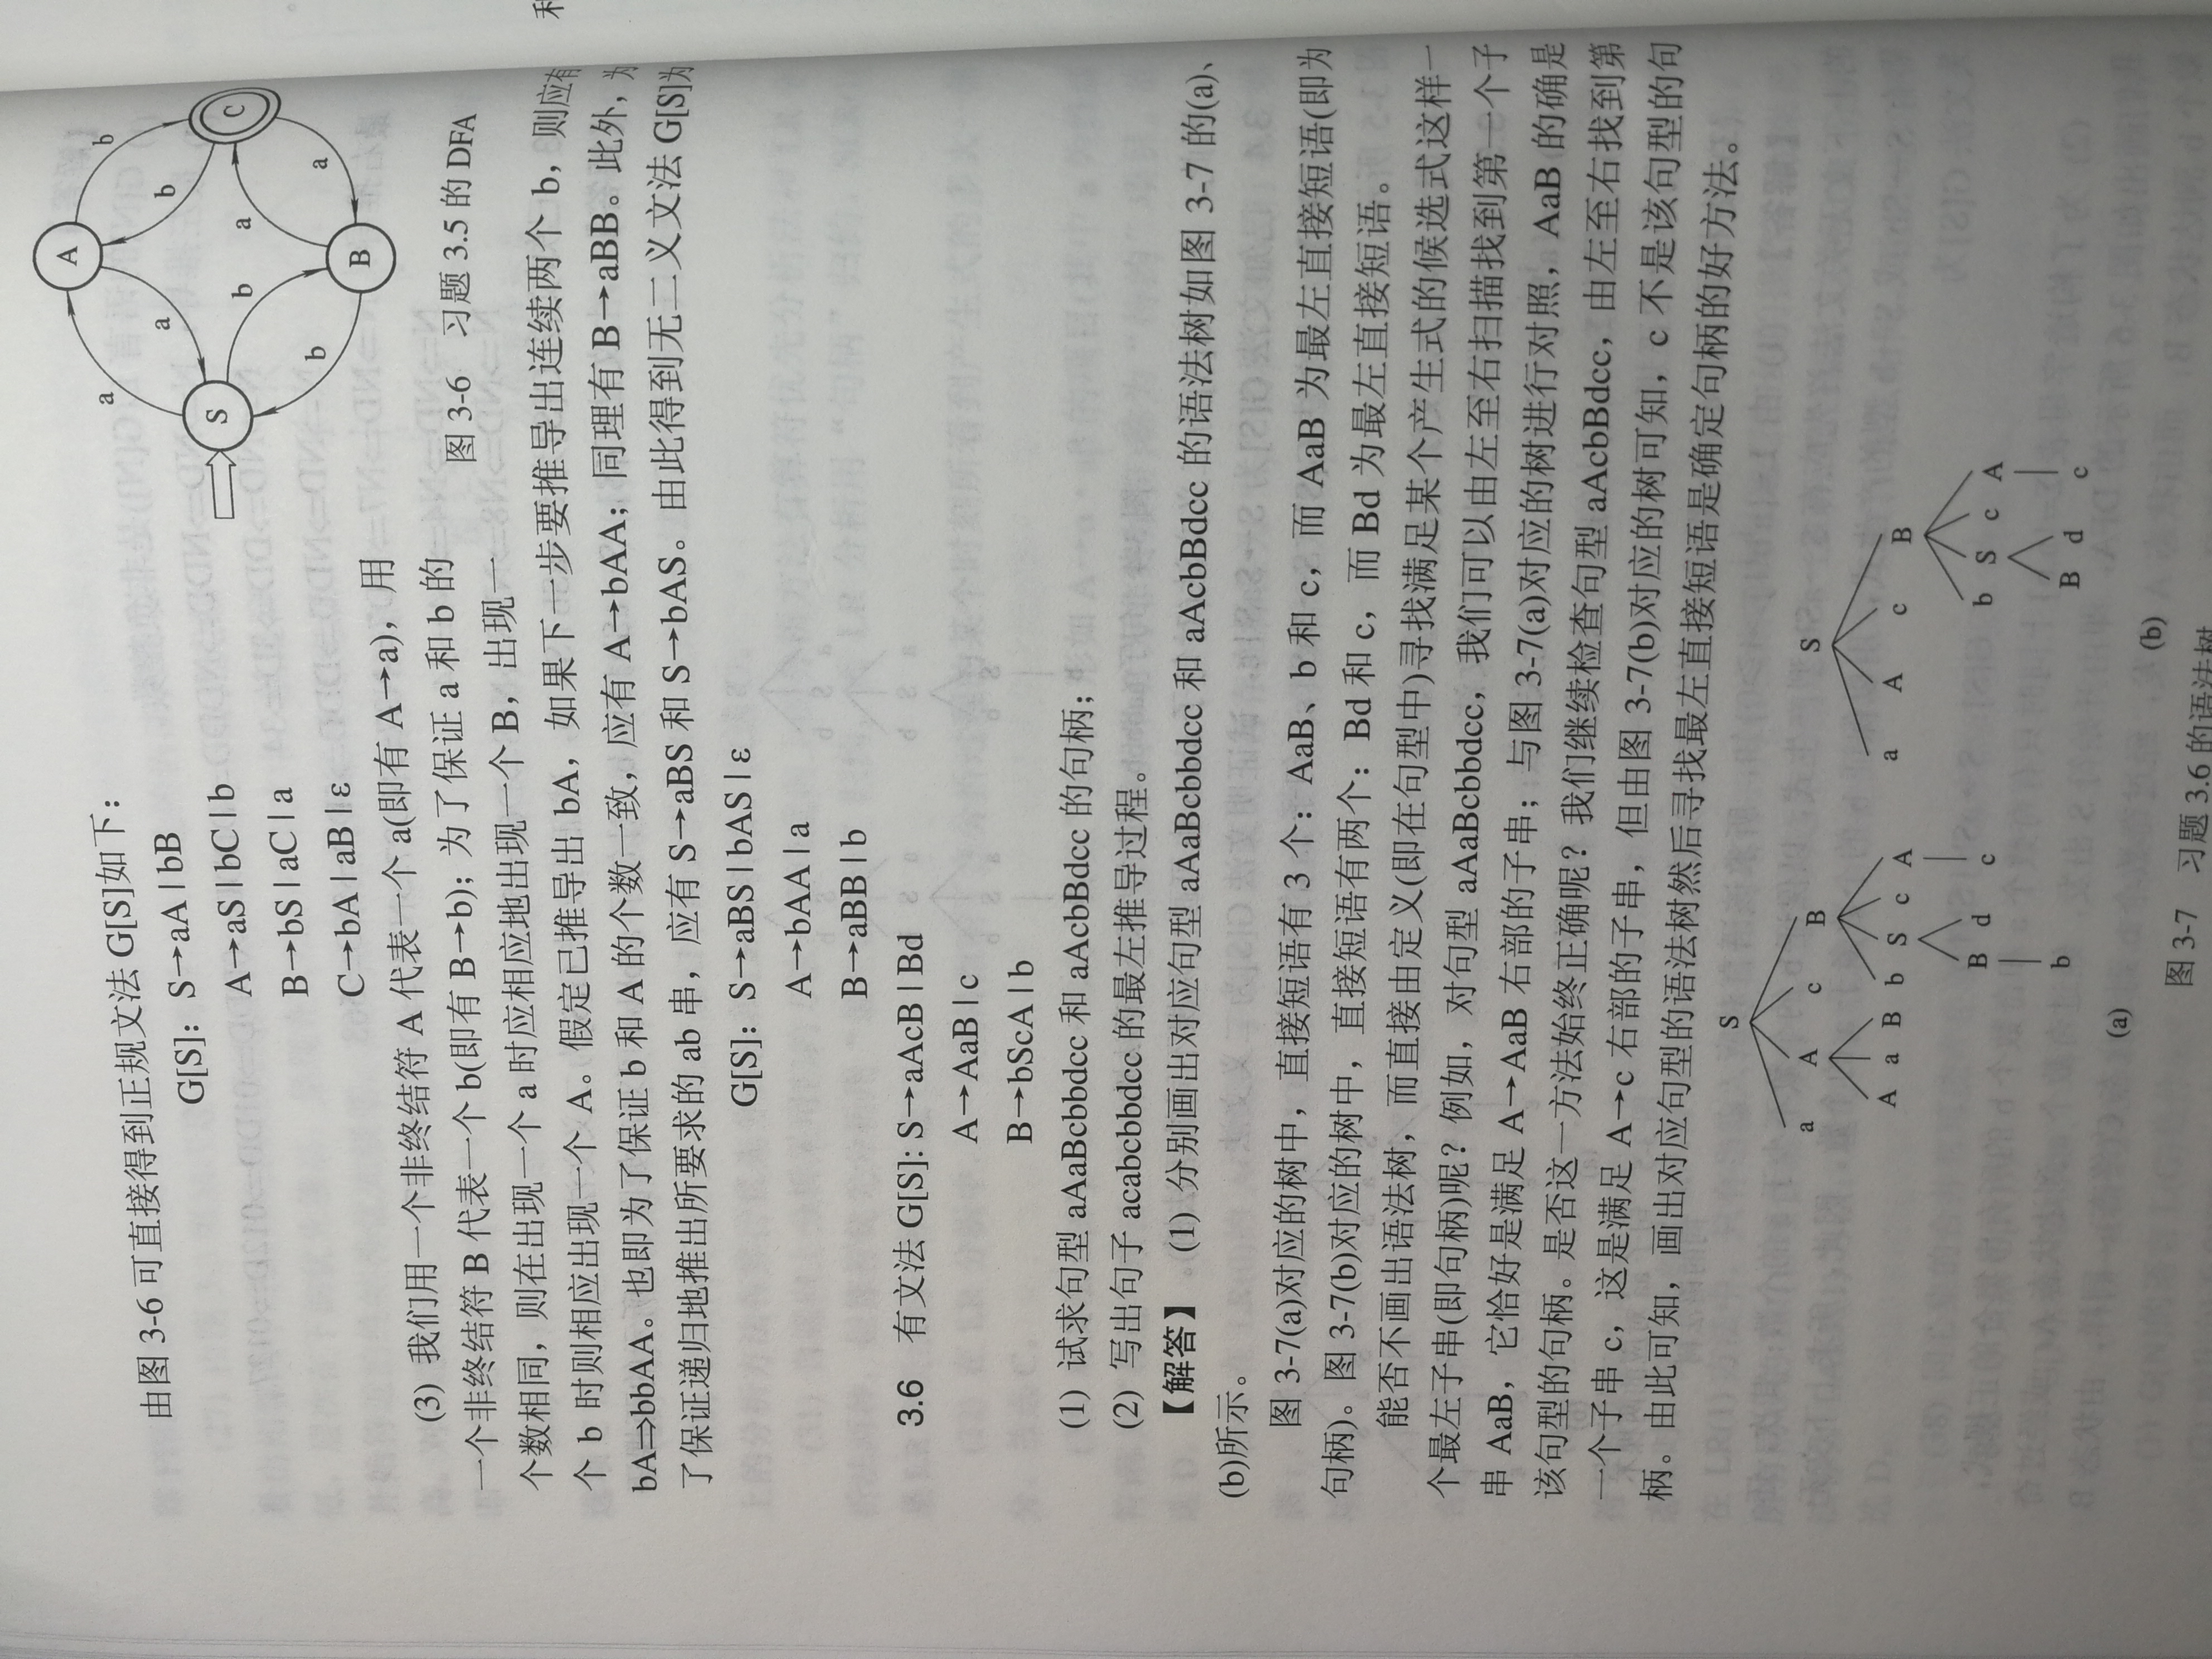 由图 3-6 可直接得到正规文法 G[S]如下：
G[S]：S→aA | bB
A→aS | bC | b
B→bS | aC | a
C→bA | aB | ε
(3) 我们用一个非终结符 A 代表一个 a(即有 A→a)，用
一个非终结符 B 代表一个 b(即有 B→b)；为了保证 a 和 b 的
个数相同，则在出现一个 a 时应相应地出现一个 B，出现一
个 b 时则相应出现一个 A。假定已推导出 bA，如果下一步要推导出连续两个 b，则应有
bA⇒bbAA。也即为了保证 b 和 A 的个数一致，应有 A→bAA；同理有 B→aBB。此外，为
了保证递归地推出所要求的 ab 串，应有 S→aBS 和 S→bAS。由此得到无二义文法 G[S]为
A
b
C
b
a
a
a
S
b
B
a
b
图 3-6 习题 3.5 的 DFA
G[S]：S→aBS | bAS | ε
A→bAA | a
B→aBB | b
3.6 有文法 G[S]: S→aAcB | Bd
A→AaB | c
B→bScA | b
(1) 试求句型 aAaBcbbdcc 和 aAcbBdcc 的句柄；
(2) 写出句子 acabcbbdcc 的最左推导过程。
【解答】 (1) 分别画出对应句型 aAaBcbbdcc 和 aAcbBdcc 的语法树如图 3-7 的(a)、
(b)所示。
图 3-7(a)对应的树中，直接短语有 3 个：AaB、b 和 c，而 AaB 为最左直接短语(即为
句柄)。图 3-7(b)对应的树中，直接短语有两个：Bd 和 c，而 Bd 为最左直接短语。
能否不画出语法树，而直接由定义(即在句型中)寻找满足某个产生式的候选式这样一
个最左子串(即句柄)呢？例如，对句型 aAaBcbbdcc，我们可以由左至右扫描找到第一个子
串 AaB，它恰好是满足 A→AaB 右部的子串；与图 3-7(a)对应的树进行对照，AaB 的确是
该句型的句柄。是否这一方法始终正确呢？我们继续检查句型 aAcbBdcc，由左至右找到第
一个子串 c，这是满足 A→c 右部的子串，但由图 3-7(b)对应的树可知，c 不是该句型的句
柄。由此可知，画出对应句型的语法树然后寻找最左直接短语是确定句柄的好方法。
S
a A c B
A a B b S c A
B d c
b
(a)
S
a A c B
b S c A
B d c
(b)
图 3-7 习题 3.6 的语法树